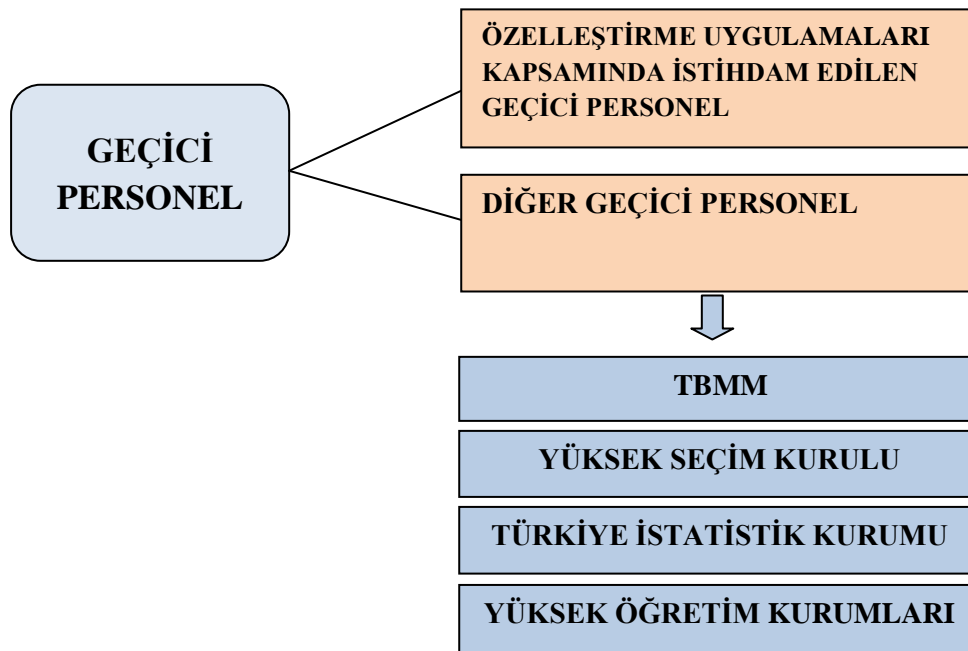 GEÇİCİ
PERSONEL
ÖZELLEŞTİRME UYGULAMALARI
KAPSAMINDA İSTİHDAM EDİLEN
GEÇİCİ PERSONEL
DİĞER GEÇİCİ PERSONEL
TBMM
YÜKSEK SEÇİM KURULU
TÜRKİYE İSTATİSTİK KURUMU
YÜKSEK ÖĞRETİM KURUMLARI